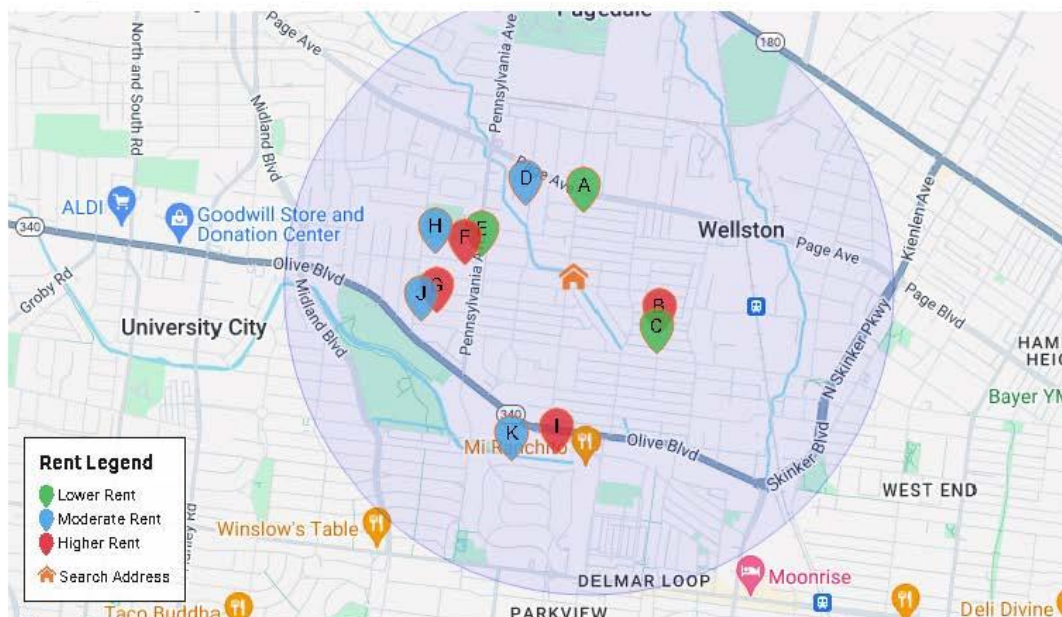 Pagedale
180
Page Ave
North and South Rd
Midland Blvd
Pennsylvania Ave
D
A
Page Ave
ALDI
Goodwill Store and
Donation Center
340
H
F
E
Wellston
Kienlen Ave
Page Ave
Olive Blvd
Pennsylvania Ave
G
J
B
C
Page Blvd
Groby Rd
University City
Midland Blvd
N Skinker Pkwy
Bayer YM
340
K
I
Mi Ranchito
Olive Blvd
Skinker Blvd
WEST END
Rent Legend
Lower Rent
Moderate Rent
Higher Rent
Search Address
Winslow's Table
DELMAR LOOP
Moonrise
Taco Buddha
PARKVIEW
Deli Divine